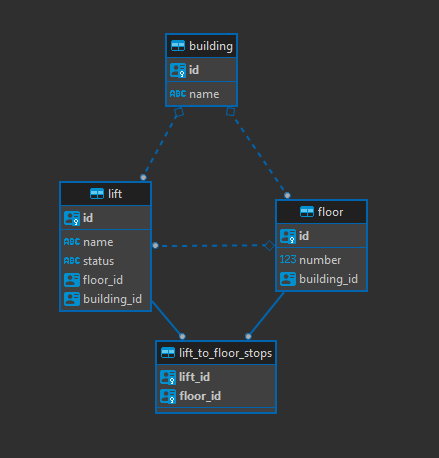 building
id
ABC name
lift
id
ABC name
ABC status
floor_id
building_id
floor
id
123 number
building_id
lift_to_floor_stops
lift_id
floor_id